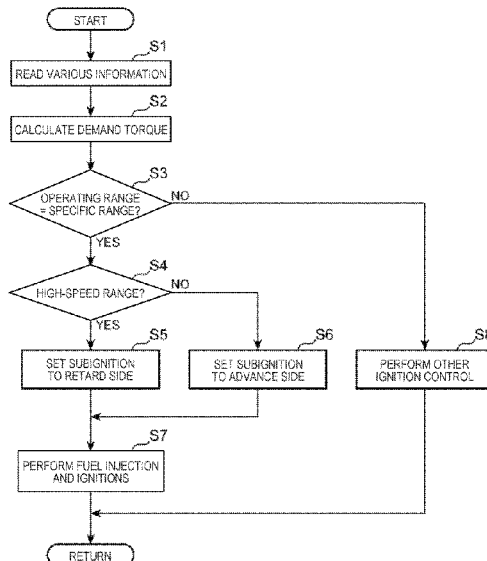 START
S1
READ VARIOUS INFORMATION
S2
CALCULATE DEMAND TORQUE
S3
OPERATING RANGE
= SPECIFIC RANGE?
NO
YES
S4
HIGH-SPEED RANGE?
NO
YES
S5
SET SUBIGNITION
TO RETARD SIDE
S6
SET SUBIGNITION
TO ADVANCE SIDE
S8
PERFORM OTHER
IGNITION CONTROL
S7
PERFORM FUEL INJECTION
AND IGNITIONS
RETURN